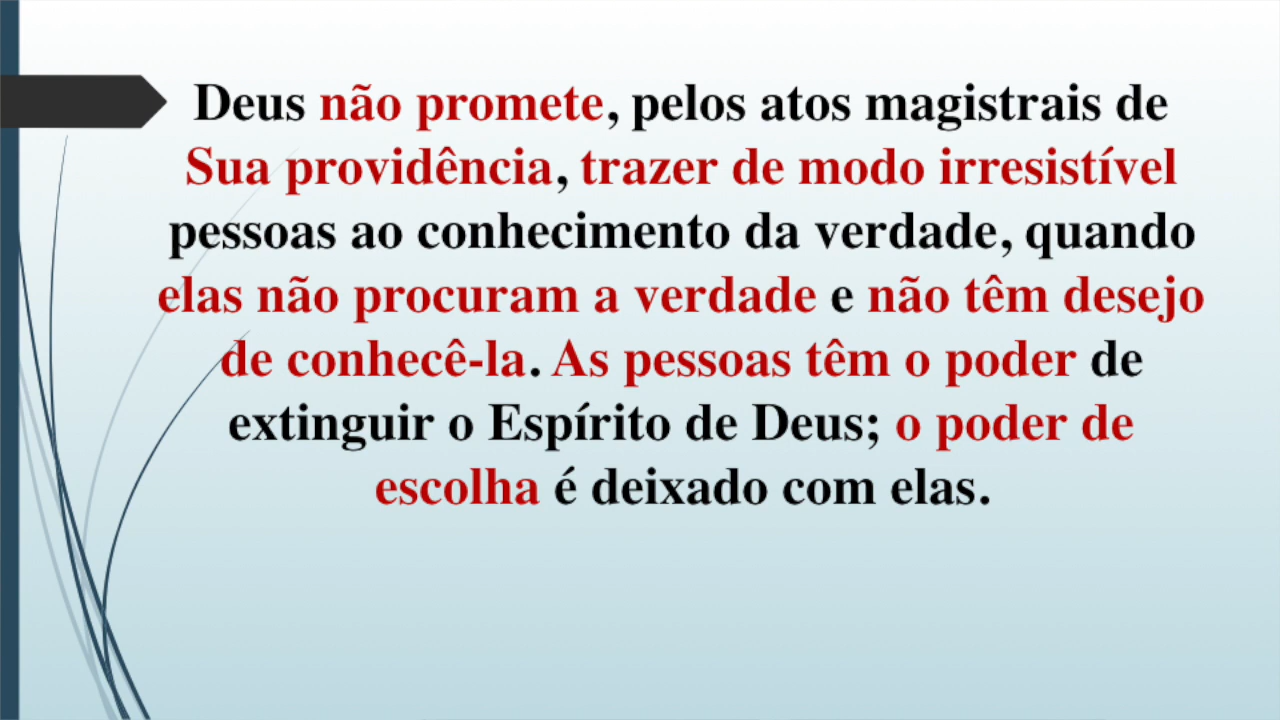 Deus não promete, pelos atos magistrais de
Sua providência, trazer de modo irresistível
pessoas ao conhecimento da verdade, quando
elas não procuram a verdade e não têm desejo
de conhecê-la. As pessoas têm o poder de
extinguir o Espírito de Deus; o poder de
escolha é deixado com elas.